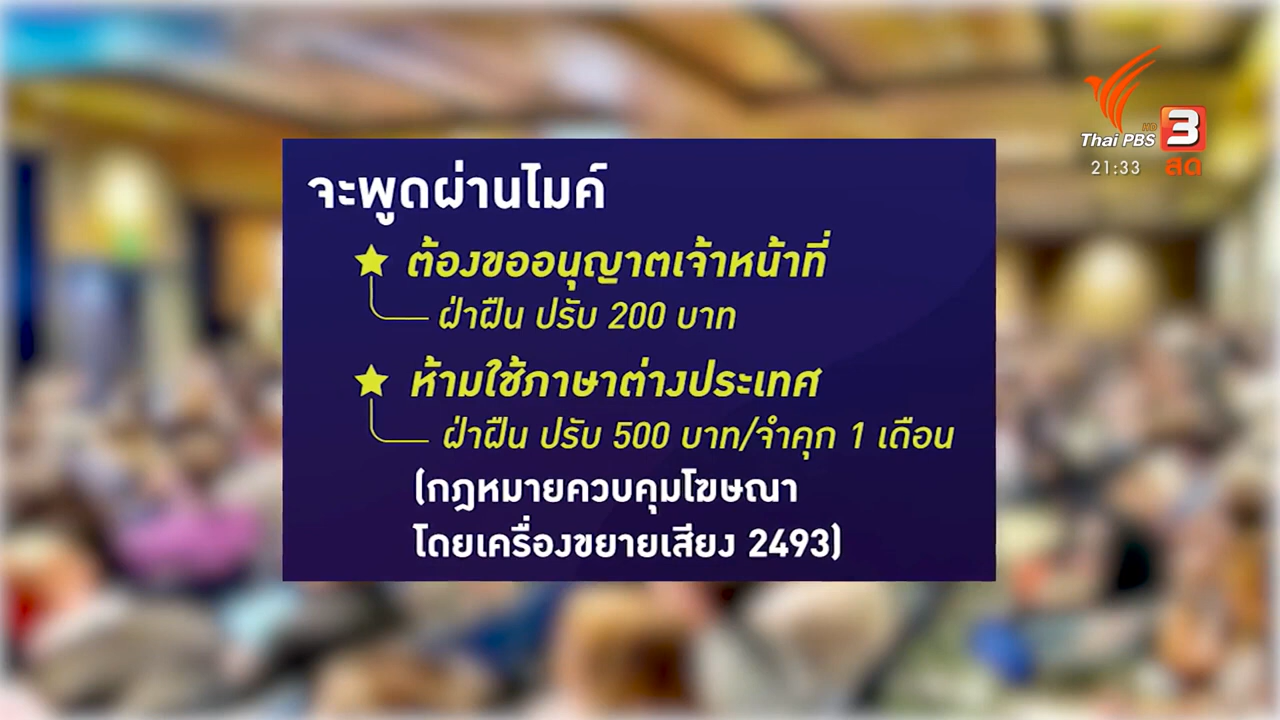 HD
Thai PBS 3
21:33 สด
จะพูดผ่านไมค์
ต้องขออนุญาตเจ้าหน้าที่
ฝ่าฝืน ปรับ 200 บาท
ห้ามใช้ภาษาต่างประเทศ
ฝ่าฝืน ปรับ 500 บาท/จำคุก 1 เดือน
(กฎหมายควบคุมโฆษณา
โดยเครื่องขยายเสียง 2493)